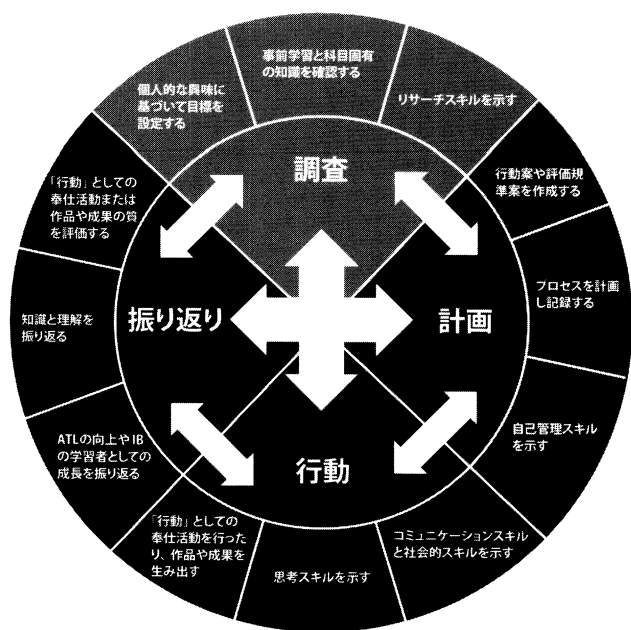 調査
個人的な興味に
基づいて目標を
設定する
事前学習と科目固有
の知識を確認する
リサーチスキルを示す
計画
行動案や評価規
準案を作成する
プロセスを計画
し記録する
自己管理スキル
を示す
行動
コミュニケーションスキル
と社会的スキルを示す
思考スキルを示す
「行動」としての
奉仕活動を行った
り、作品や成果を
生み出す
振り返り
ATLの向上やIB
の学習者としての
成長を振り返る
知識と理解を
振り返る
「行動」としての
奉仕活動または
作品や成果の質
を評価する